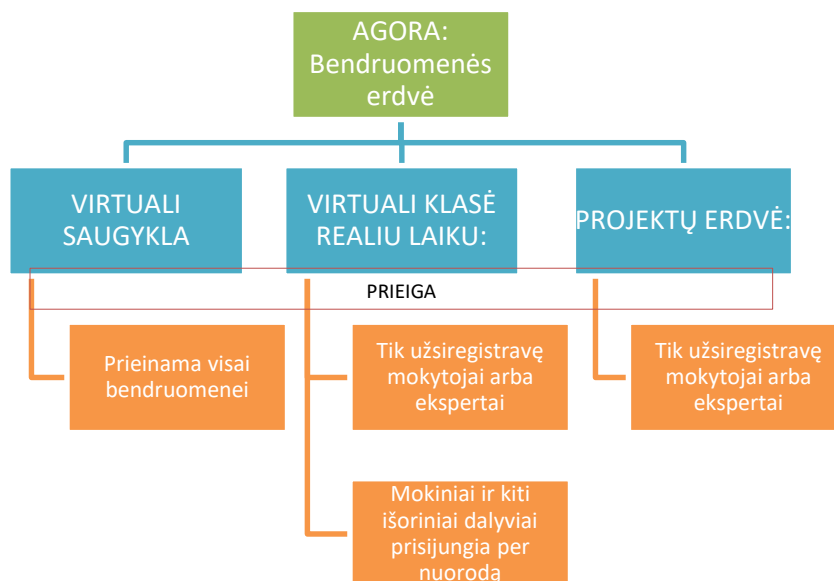 AGORA:
Bendruomenės
erdvė
VIRTUALI
SAUGYKLA
VIRTUALI KLASĖ
REALIU LAIKU:
PROJEKTŲ ERDVĖ:
PRIEIGA
Prieinama visai
bendruomenei
Tik užsiregistravę
mokytojai arba
ekspertai
Tik užsiregistravę
mokytojai arba
ekspertai
Mokiniai ir kiti
išoriniai dalyviai
prisijungia per
nuorodą